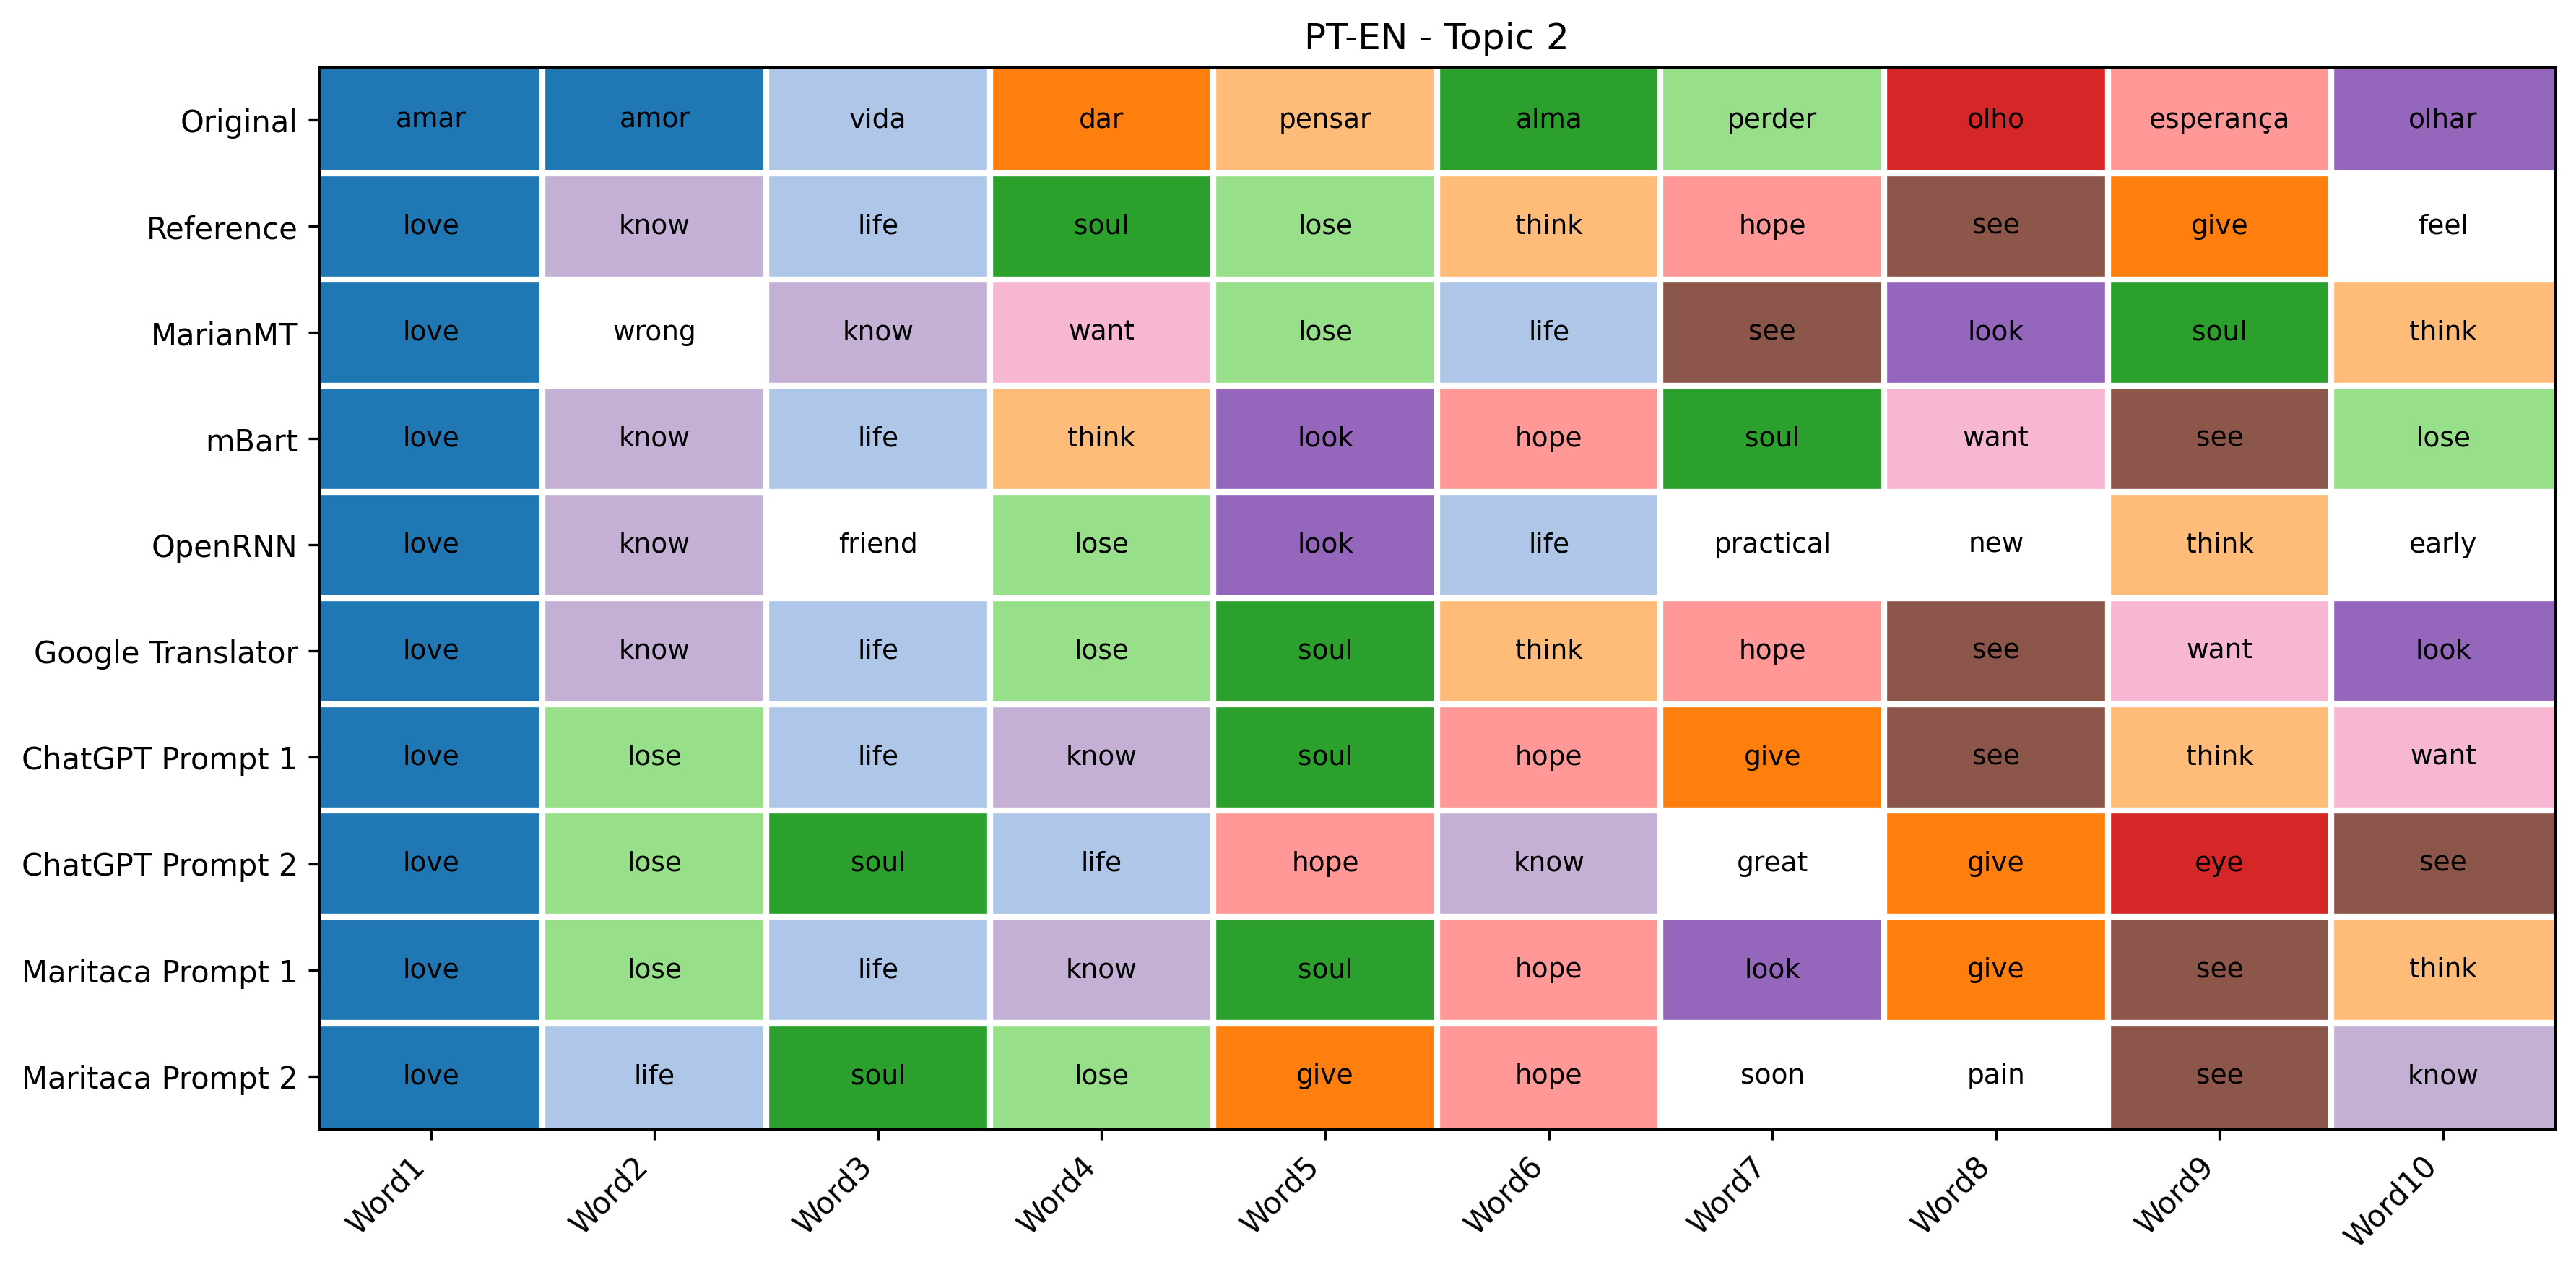 PT-EN - Topic 2
Original amar amor vida dar pensar alma perder olho esperança olhar
Reference love know life soul lose think hope see give feel
MarianMT love wrong know want lose life see look soul think
mBart love know life think look hope soul want see lose
OpenRNN love know friend lose look life practical new think early
Google Translator love know life lose soul think hope see want look
ChatGPT Prompt 1 love lose life know soul hope give see think want
ChatGPT Prompt 2 love lose soul life hope know great give eye see
Maritaca Prompt 1 love lose life know soul hope look give see think
Maritaca Prompt 2 love life soul lose give hope soon pain see know
Word1 Word2 Word3 Word4 Word5 Word6 Word7 Word8 Word9 Word10